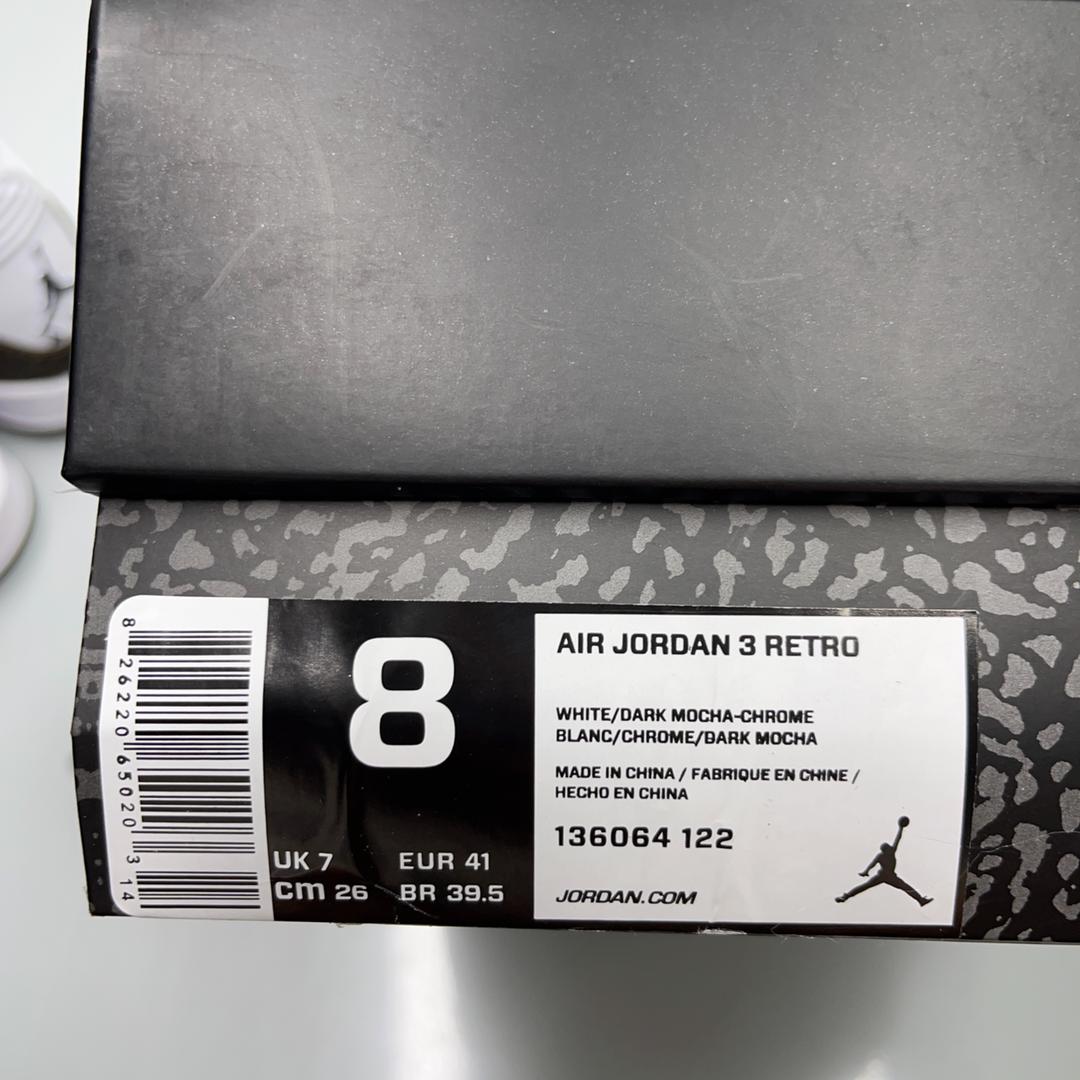 8 26220 65020 3 14
8
UK 7 EUR 41
cm 26 BR 39.5
AIR JORDAN 3 RETRO
WHITE/DARK MOCHA-CHROME
BLANC/CHROME/DARK MOCHA
MADE IN CHINA / FABRIQUE EN CHINE /
HECHO EN CHINA
136064 122
JORDAN.COM